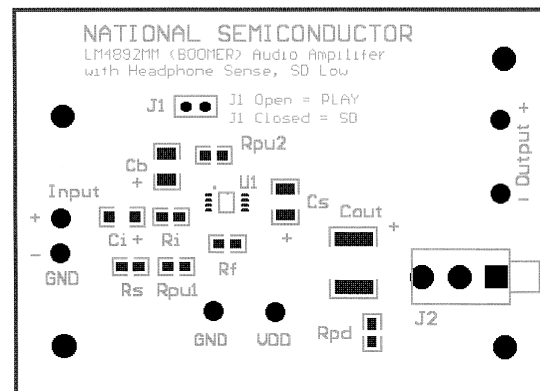 NATIONAL SEMICONDUCTOR
LM4892MM (BOOMER) Audio Ampilifer
with Headphone Sense, SD Low
J1
J1 Open = PLAY
J1 Closed = SD
Rpu2
Cb
+
U1
Input
+
Ci +
Ri
Cs
+
Cout
+
Output +
−
−
GND
Rf
Rs
Rpu1
GND
VDD
Rpd
J2